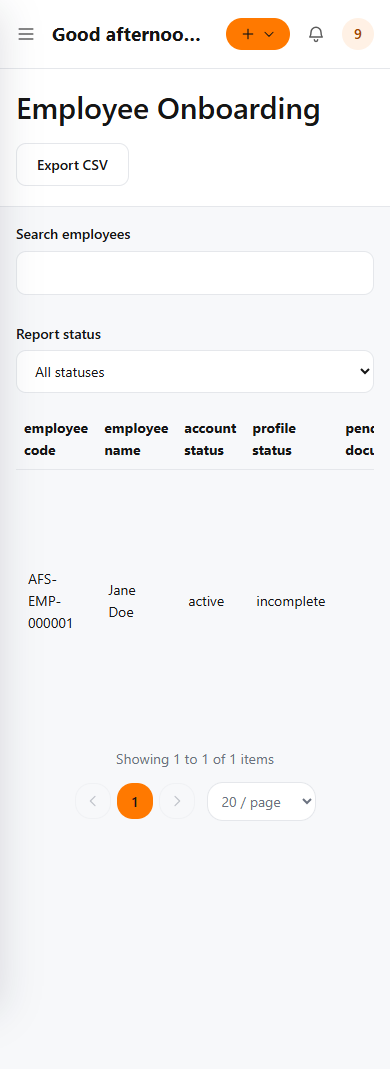 Good afternoo...
9
Employee Onboarding
Export CSV
Search employees
Report status
All statuses
employee code
employee name
account status
profile status
AFS-EMP-000001
Jane Doe
active
incomplete
Showing 1 to 1 of 1 items
1
20 / page